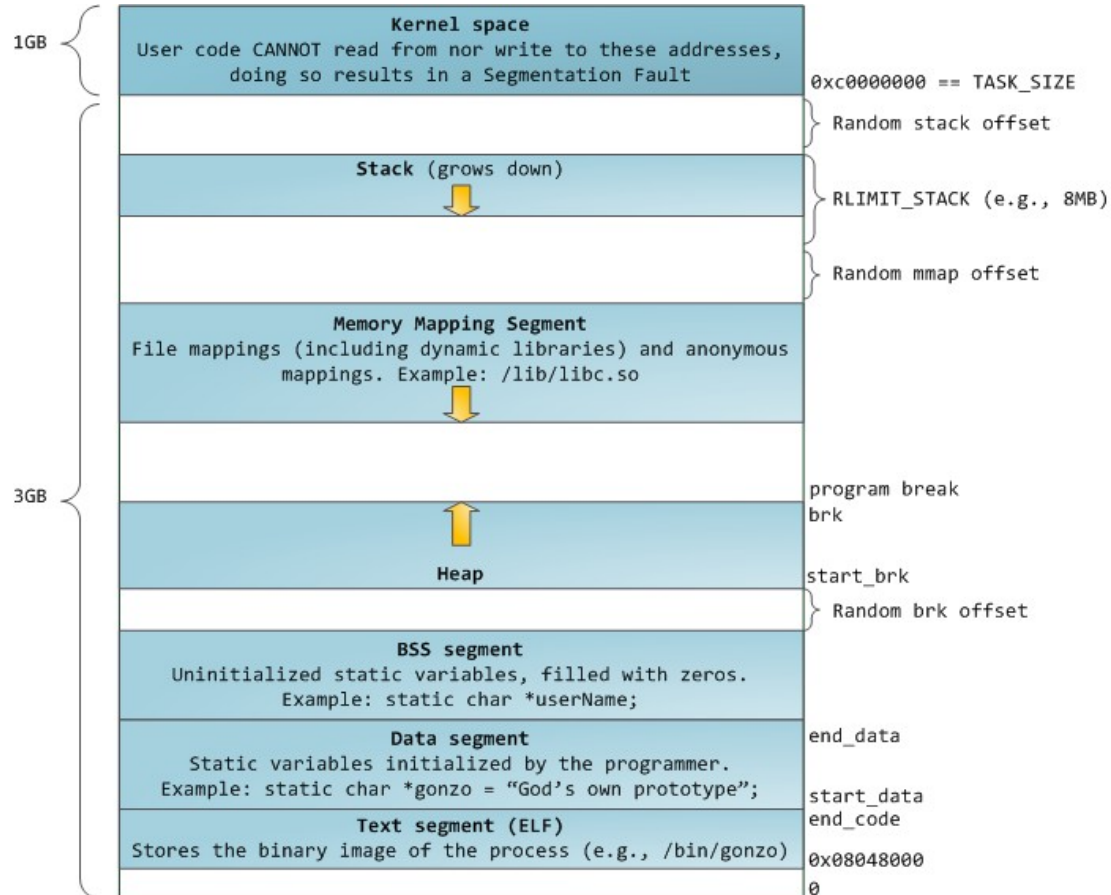 Kernel space
1GB
User code CANNOT read from nor write to these addresses,
doing so results in a Segmentation Fault
0xc0000000 == TASK_SIZE
Random stack offset
Stack (grows down)
RLIMIT_STACK (e.g., 8MB)
Random mmap offset
Memory Mapping Segment
File mappings (including dynamic libraries) and anonymous
mappings. Example: /lib/libc.so
3GB
program break
brk
Heap
start_brk
Random brk offset
BSS segment
Uninitialized static variables, filled with zeros.
Example: static char *userName;
Data segment
end_data
Static variables initialized by the programmer.
Example: static char *gonzo = “God’s own prototype”;
start_data
end_code
Text segment (ELF)
Stores the binary image of the process (e.g., /bin/gonzo)
0x08048000
0